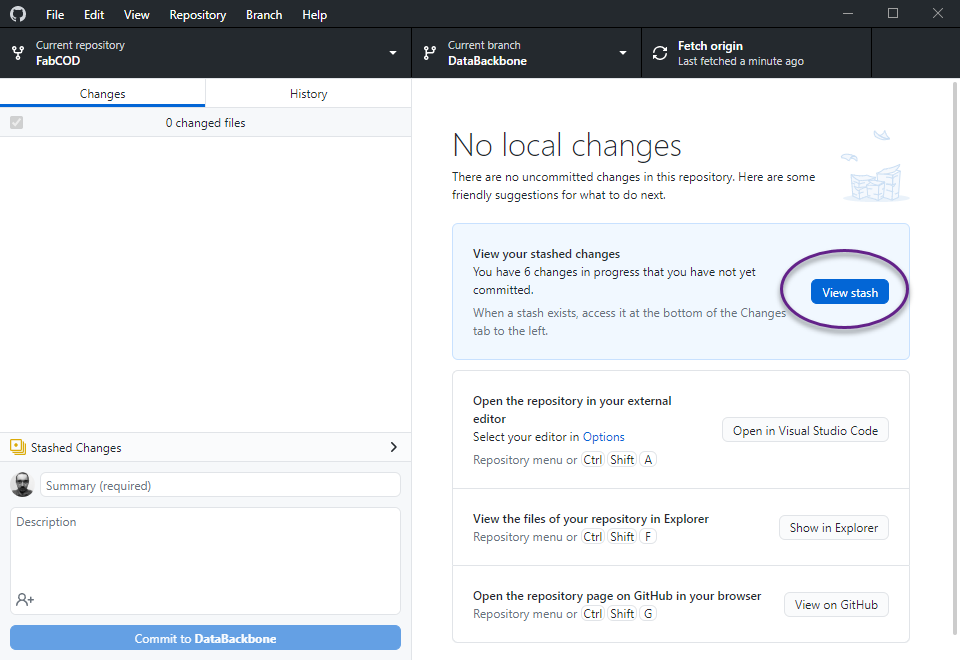 File Edit View Repository Branch Help
Current repository
FabCOD
Current branch
DataBackbone
Fetch origin
Last fetched a minute ago
Changes
History
0 changed files
No local changes
There are no uncommitted changes in this repository. Here are some
friendly suggestions for what to do next.
View your stashed changes
You have 6 changes in progress that you have not yet
committed.
When a stash exists, access it at the bottom of the Changes
tab to the left.
View stash
Open the repository in your external
editor
Select your editor in Options
Repository menu or Ctrl Shift A
Open in Visual Studio Code
View the files of your repository in Explorer
Repository menu or Ctrl Shift F
Show in Explorer
Open the repository page on GitHub in your browser
Repository menu or Ctrl Shift G
View on GitHub
Stashed Changes
Summary (required)
Description
Commit to DataBackbone